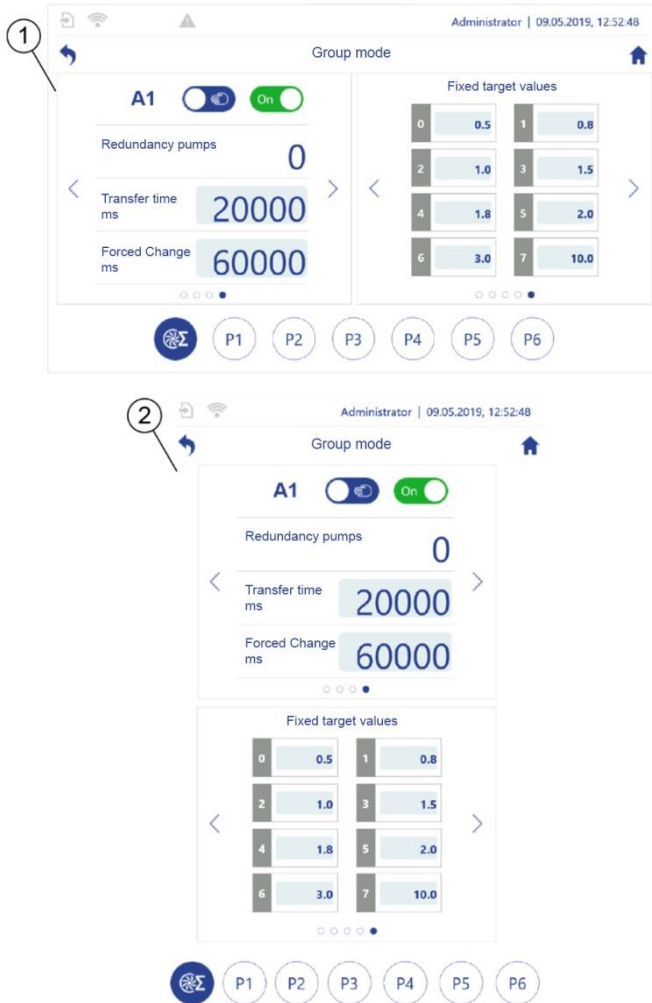 1
Administrator | 09.05.2019, 12:52:48
Group mode
A1 On
Redundancy pumps 0
Transfer time ms 20000
Forced Change ms 60000
Fixed target values
0 0.5 1 0.8
2 1.0 3 1.5
4 1.8 5 2.0
6 3.0 7 10.0
Σ P1 P2 P3 P4 P5 P6
2
Administrator | 09.05.2019, 12:52:48
Group mode
A1 On
Redundancy pumps 0
Transfer time ms 20000
Forced Change ms 60000
Fixed target values
0 0.5 1 0.8
2 1.0 3 1.5
4 1.8 5 2.0
6 3.0 7 10.0
Σ P1 P2 P3 P4 P5 P6